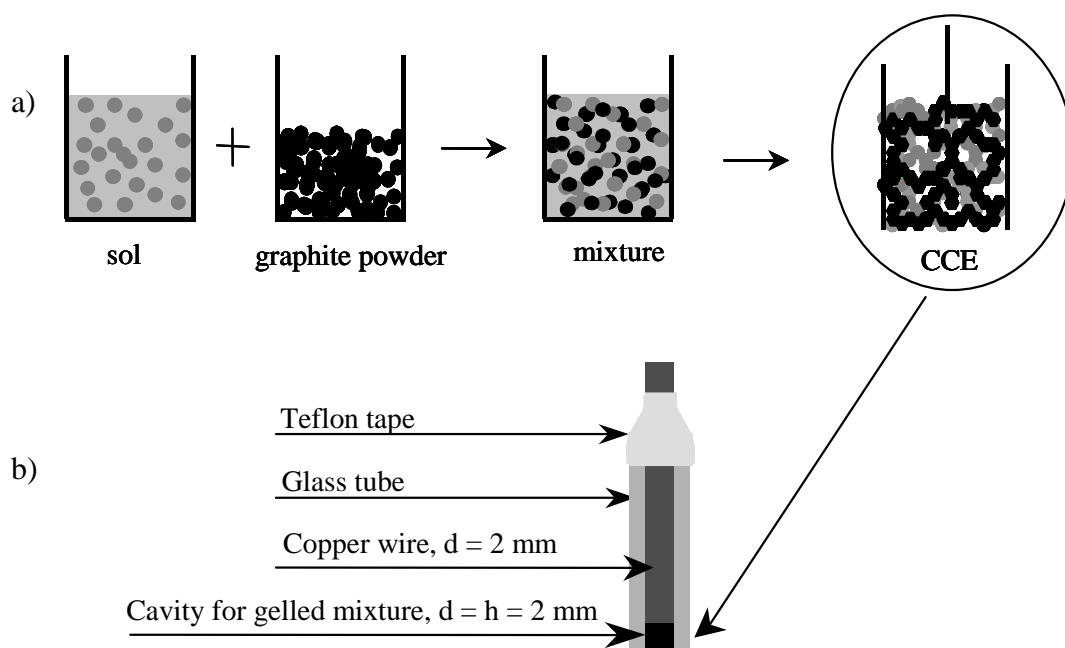 a)
sol
graphite powder
mixture
CCE
b)
Teflon tape
Glass tube
Copper wire, d = 2 mm
Cavity for gelled mixture, d = h = 2 mm